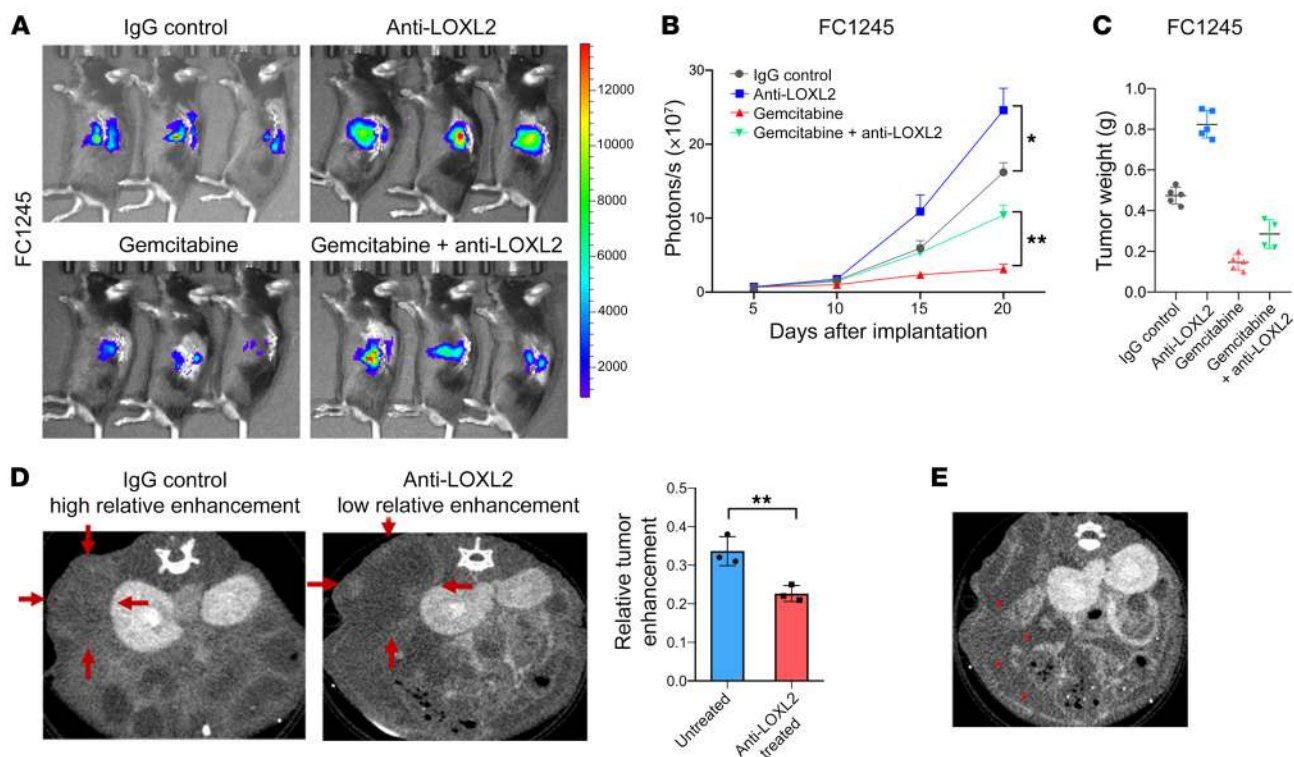 A
IgG control
Anti-LOXL2
FC1245
Gemcitabine
Gemcitabine + anti-LOXL2
12000
10000
8000
6000
4000
2000
B
FC1245
IgG control
Anti-LOXL2
Gemcitabine
Gemcitabine + anti-LOXL2
Photons/s (×10⁷)
30
20
10
0
5
10
15
20
Days after implantation
*
**
C
FC1245
Tumor weight (g)
1.0
0.8
0.6
0.4
0.2
0.0
IgG control
Anti-LOXL2
Gemcitabine
Gemcitabine
+ anti-LOXL2
D
IgG control
high relative enhancement
Anti-LOXL2
low relative enhancement
Relative tumor
enhancement
0.5
0.4
0.3
0.2
0.1
0.0
**
Untreated
Anti-LOXL2
treated
E